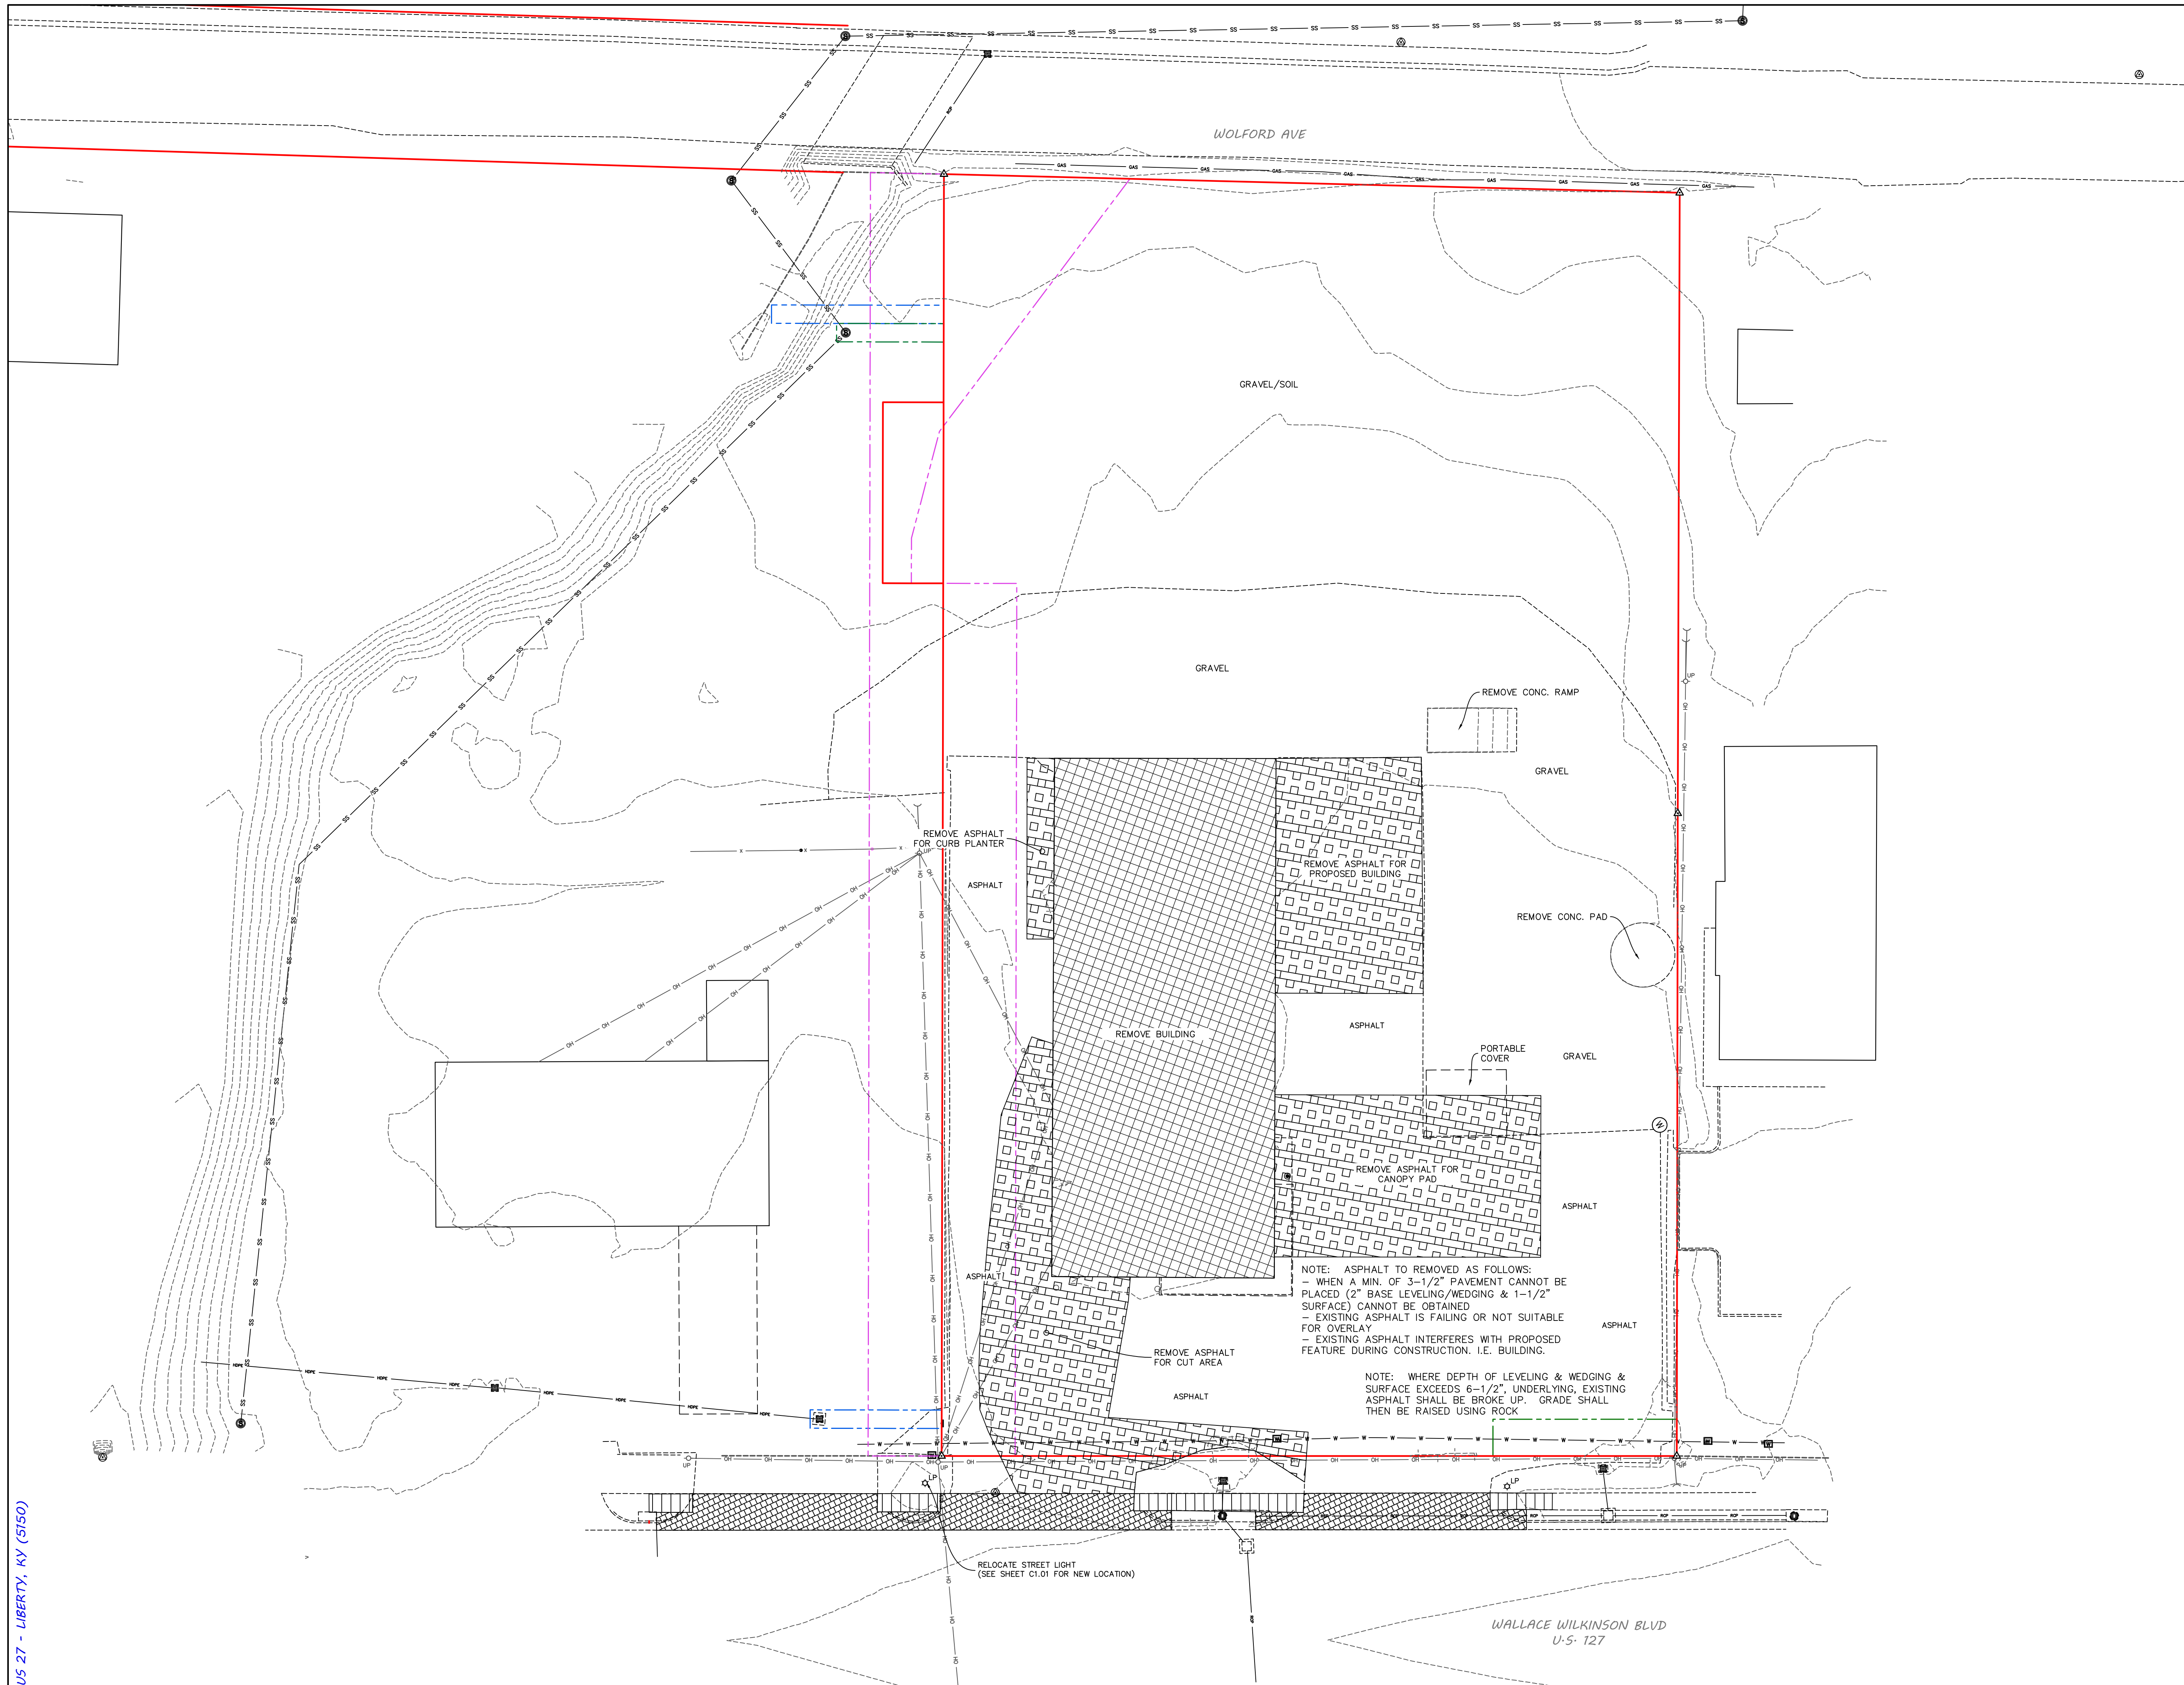 WOLFORD AVE
GRAVEL/SOIL
GRAVEL
REMOVE CONC. RAMP
UP
GRAVEL
REMOVE ASPHALT
FOR CURB PLANTER
UP
ASPHALT
REMOVE ASPHALT FOR
PROPOSED BUILDING
REMOVE CONC. PAD
REMOVE BUILDING
ASPHALT
PORTABLE
COVER
GRAVEL
REMOVE ASPHALT FOR
CANOPY PAD
ASPHALT
ASPHALT
NOTE: ASPHALT TO REMOVED AS FOLLOWS:
– WHEN A MIN. OF 3–1/2" PAVEMENT CANNOT BE
PLACED (2" BASE LEVELING/WEDGING & 1–1/2"
SURFACE) CANNOT BE OBTAINED
– EXISTING ASPHALT IS FAILING OR NOT SUITABLE
FOR OVERLAY
– EXISTING ASPHALT INTERFERES WITH PROPOSED
FEATURE DURING CONSTRUCTION. I.E. BUILDING.
ASPHALT
REMOVE ASPHALT
FOR CUT AREA
NOTE: WHERE DEPTH OF LEVELING & WEDGING &
SURFACE EXCEEDS 6–1/2", UNDERLYING, EXISTING
ASPHALT SHALL BE BROKE UP. GRADE SHALL
THEN BE RAISED USING ROCK
ASPHALT
UP
UP
LP
LP
RELOCATE STREET LIGHT
(SEE SHEET C1.01 FOR NEW LOCATION)
WALLACE WILKINSON BLVD
U.S. 127
US 27 - LIBERTY, KY (5150)